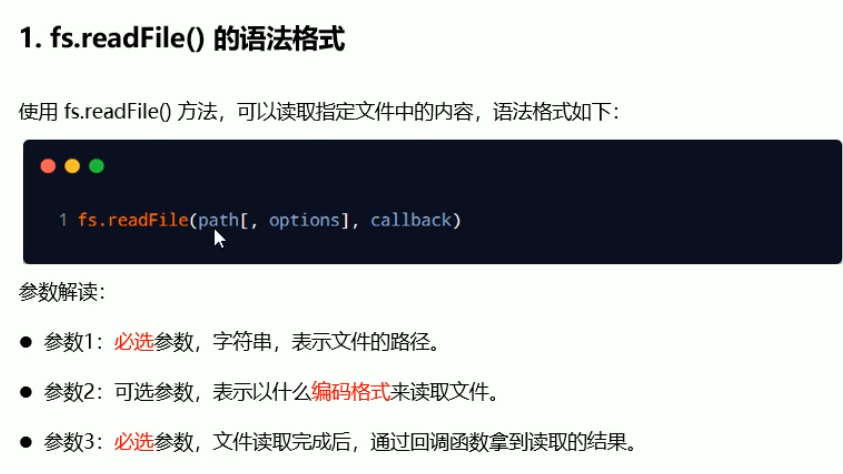 1. fs.readFile() 的语法格式
使用 fs.readFile() 方法，可以读取指定文件中的内容，语法格式如下：
1 fs.readFile(path[, options], callback)
参数解读：
● 参数1：必选参数，字符串，表示文件的路径。
● 参数2：可选参数，表示以什么编码格式来读取文件。
● 参数3：必选参数，文件读取完成后，通过回调函数拿到读取的结果。